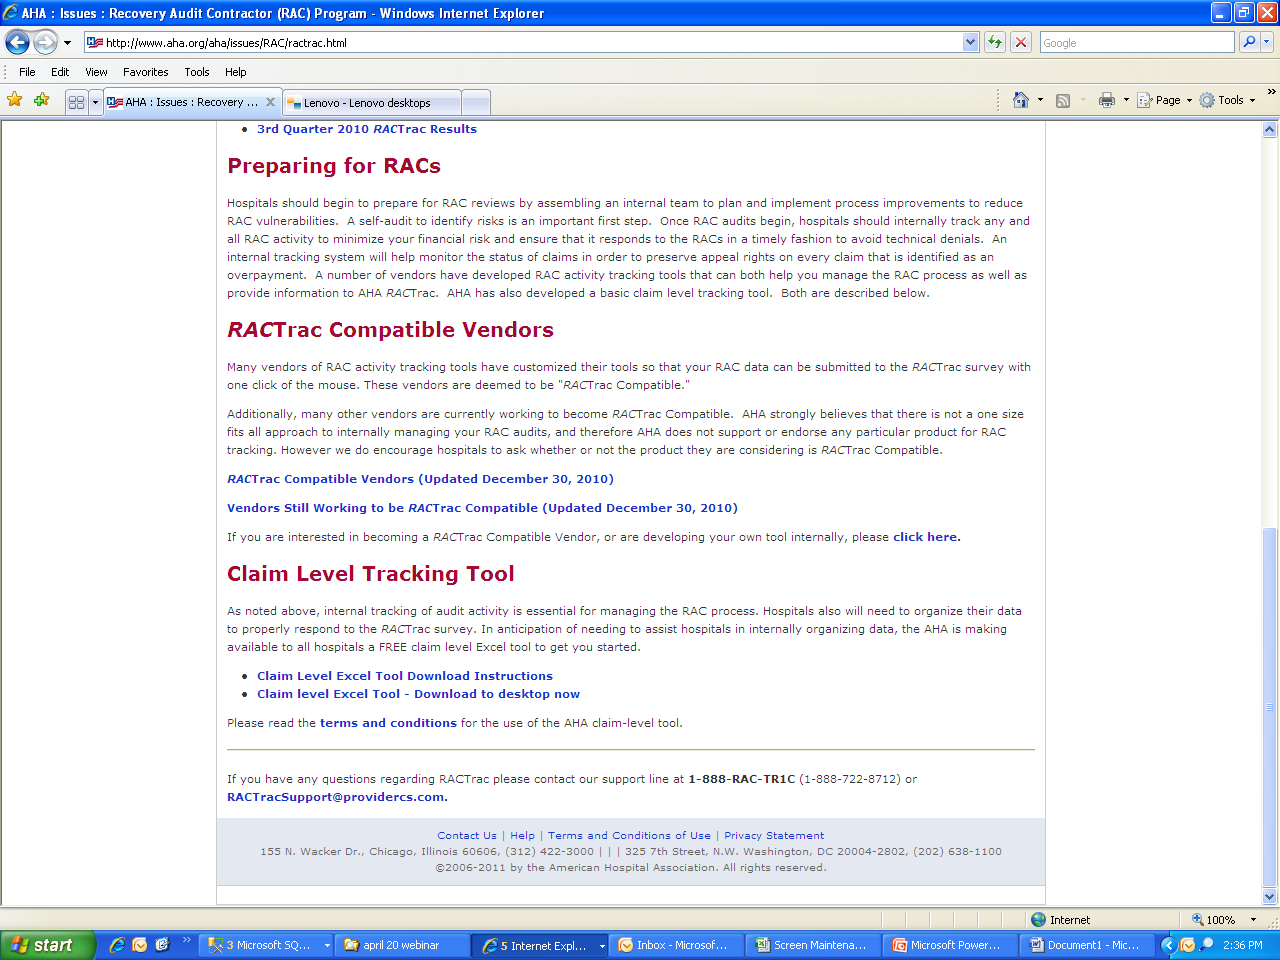 AHA : Issues : Recovery Audit Contractor (RAC) Program - Windows Internet Explorer
http://www.aha.org/aha/issues/RAC/ractrac.html
Google
File Edit View Favorites Tools Help
AHA : Issues : Recovery ...
Lenovo - Lenovo desktops
Page
Tools
3rd Quarter 2010 RACTrac Results
Preparing for RACs
Hospitals should begin to prepare for RAC reviews by assembling an internal team to plan and implement process improvements to reduce
RAC vulnerabilities. A self-audit to identify risks is an important first step. Once RAC audits begin, hospitals should internally track any and
all RAC activity to minimize your financial risk and ensure that it responds to the RACs in a timely fashion to avoid technical denials. An
internal tracking system will help monitor the status of claims in order to preserve appeal rights on every claim that is identified as an
overpayment. A number of vendors have developed RAC activity tracking tools that can both help you manage the RAC process as well as
provide information to AHA RACTrac. AHA has also developed a basic claim level tracking tool. Both are described below.
RACTrac Compatible Vendors
Many vendors of RAC activity tracking tools have customized their tools so that your RAC data can be submitted to the RACTrac survey with
one click of the mouse. These vendors are deemed to be "RACTrac Compatible."
Additionally, many other vendors are currently working to become RACTrac Compatible. AHA strongly believes that there is not a one size
fits all approach to internally managing your RAC audits, and therefore AHA does not support or endorse any particular product for RAC
tracking. However we do encourage hospitals to ask whether or not the product they are considering is RACTrac Compatible.
RACTrac Compatible Vendors (Updated December 30, 2010)
Vendors Still Working to be RACTrac Compatible (Updated December 30, 2010)
If you are interested in becoming a RACTrac Compatible Vendor, or are developing your own tool internally, please click here.
Claim Level Tracking Tool
As noted above, internal tracking of audit activity is essential for managing the RAC process. Hospitals also will need to organize their data
to properly respond to the RACTrac survey. In anticipation of needing to assist hospitals in internally organizing data, the AHA is making
available to all hospitals a FREE claim level Excel tool to get you started.
Claim Level Excel Tool Download Instructions
Claim level Excel Tool - Download to desktop now
Please read the terms and conditions for the use of the AHA claim-level tool.
If you have any questions regarding RACTrac please contact our support line at 1-888-RAC-TR1C (1-888-722-8712) or
RACTracSupport@providercs.com.
Contact Us | Help | Terms and Conditions of Use | Privacy Statement
155 N. Wacker Dr., Chicago, Illinois 60606, (312) 422-3000 | | | 325 7th Street, N.W. Washington, DC 20004-2802, (202) 638-1100
©2006-2011 by the American Hospital Association. All rights reserved.
Internet
100%
start
3 Microsoft SQ...
april 20 webinar
5 Internet Expl...
Inbox - Microsof...
Screen Maintena...
Microsoft Power...
Document1 - Mic...
2:36 PM